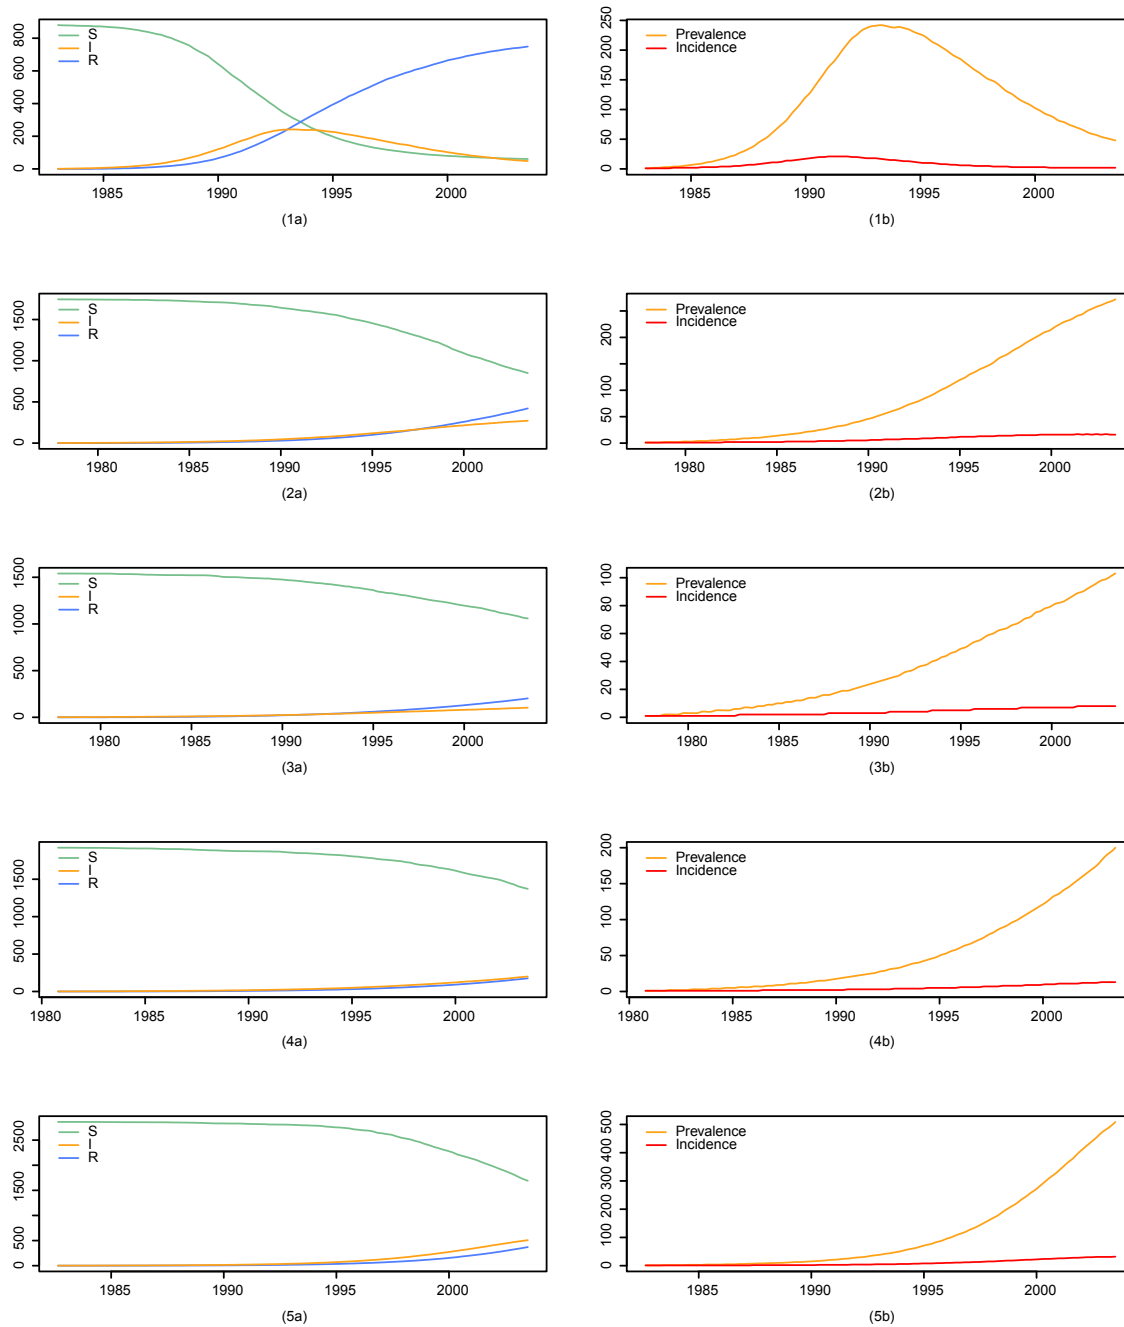 0 200 400 600 800
S
I
R
1985 1990 1995 2000
(1a)
0 50 100 150 200 250
Prevalence
Incidence
1985 1990 1995 2000
(1b)
0 500 1000 1500
S
I
R
1980 1985 1990 1995 2000
(2a)
0 50 100 200
Prevalence
Incidence
1980 1985 1990 1995 2000
(2b)
0 500 1000 1500
S
I
R
1980 1985 1990 1995 2000
(3a)
0 20 40 60 80 100
Prevalence
Incidence
1980 1985 1990 1995 2000
(3b)
0 500 1000 1500
S
I
R
1980 1985 1990 1995 2000
(4a)
0 50 100 150 200
Prevalence
Incidence
1980 1985 1990 1995 2000
(4b)
0 500 1500 2500
S
I
R
1985 1990 1995 2000
(5a)
0 100 200 300 400 500
Prevalence
Incidence
1985 1990 1995 2000
(5b)